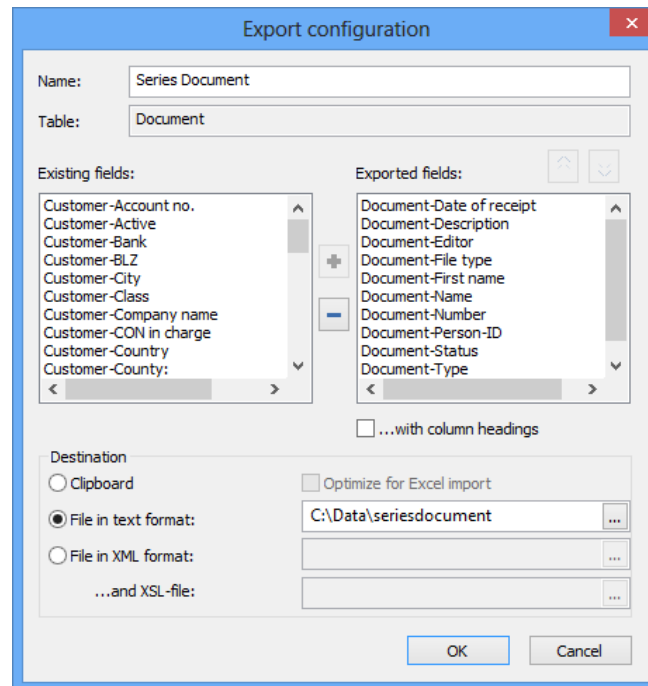 Export configuration
Name: Series Document
Table: Document
Existing fields:
Customer-Account no.
Customer-Active
Customer-Bank
Customer-BLZ
Customer-City
Customer-Class
Customer-Company name
Customer-CON in charge
Customer-Country
Customer-County:
Exported fields:
Document-Date of receipt
Document-Description
Document-Editor
Document-File type
Document-First name
Document-Name
Document-Number
Document-Person-ID
Document-Status
Document-Type
...with column headings
Destination
Clipboard
Optimize for Excel import
File in text format: C:\Data\seriesdocument ...
File in XML format: ...
...and XSL-file: ...
OK Cancel